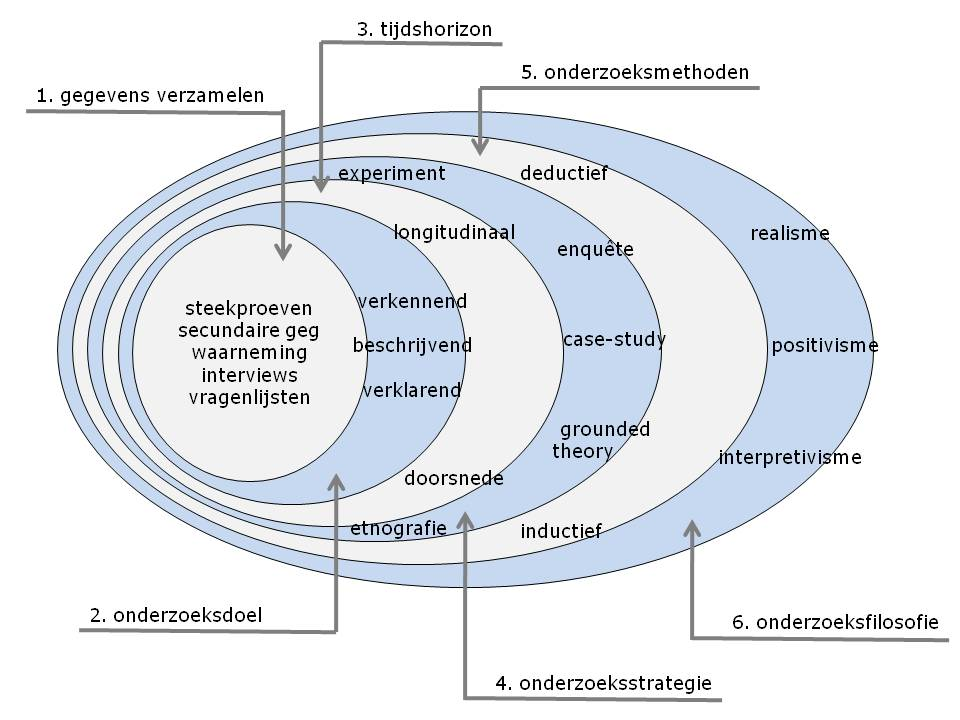 3. tijdshorizon
5. onderzoeksmethoden
1. gegevens verzamelen
experiment
deductief
longitudinaal
enquête
realisme
verkennend
beschrijvend
verklarend
steekproeven
secundaire geg
waarneming
interviews
vragenlijsten
case-study
positivisme
grounded
theory
interpretivisme
doorsnede
etnografie
inductief
2. onderzoeksdoel
6. onderzoeksfilosofie
4. onderzoeksstrategie